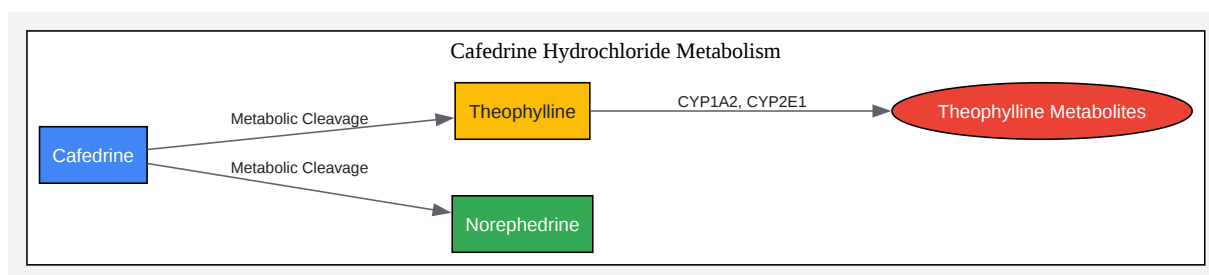 Cafedrine Hydrochloride Metabolism
Cafedrine
Metabolic Cleavage
Metabolic Cleavage
Theophylline
Norephedrine
CYP1A2, CYP2E1
Theophylline Metabolites